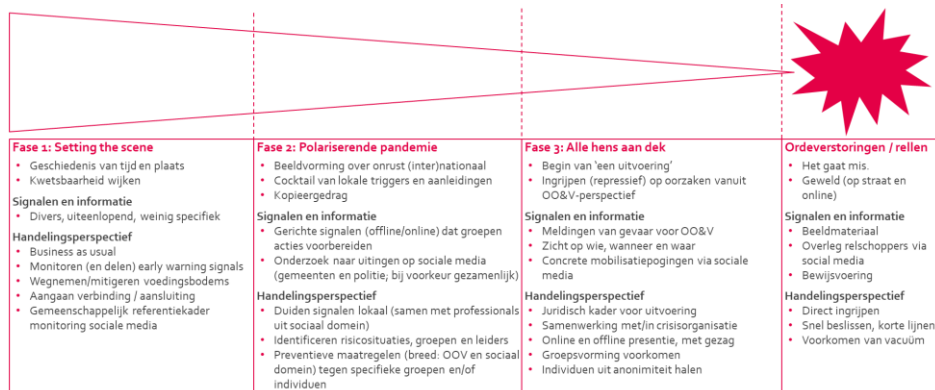 Fase 1: Setting the scene
• Geschiedenis van tijd en plaats
• Kwetsbaarheid wijken
Signalen en informatie
• Divers, uiteenlopend, weinig specifiek
Handelingsperspectief
• Business as usual
• Monitoren (en delen) early warning signals
• Wegnemen/mitigeren voedingsbodems
• Aangaan verbinding / aansluiting
• Gemeenschappelijk referentiekader
monitoring sociale media
Fase 2: Polariserende pandemie
• Beeldvorming over onrust (inter)nationaal
• Cocktail van lokale triggers en aanleidingen
• Kopieergedrag
Signalen en informatie
• Gerichte signalen (offline/online) dat groepen
acties voorbereiden
• Onderzoek naar uitingen op sociale media
(gemeenten en politie; bij voorkeur gezamenlijk)
Handelingsperspectief
• Duiden signalen lokaal (samen met professionals
uit sociaal domein)
• Identificeren risicosituaties, groepen en leiders
• Preventieve maatregelen (breed: OOV en sociaal
domein) tegen specifieke groepen en/of
individuen
Fase 3: Alle hens aan dek
• Begin van ‘een uitvoering’
• Ingrijpen (repressief) op oorzaken vanuit
OO&V-perspectief
Signalen en informatie
• Meldingen van gevaar voor OO&V
• Zicht op wie, wanneer en waar
• Concrete mobilisatiepogingen via sociale
media
Handelingsperspectief
• Juridisch kader voor uitvoering
• Samenwerking met/in crisisorganisatie
• Online en offline presentie, met gezag
• Groepsvorming voorkomen
• Individuen uit anonimiteit halen
Ordeverstoringen / rellen
• Het gaat mis.
• Geweld (op straat en
online)
Signalen en informatie
• Beeldmateriaal
• Overleg relschoppers via
social media
• Bewijsvoering
Handelingsperspectief
• Direct ingrijpen
• Snel beslissen, korte lijnen
• Voorkomen van vacuüm